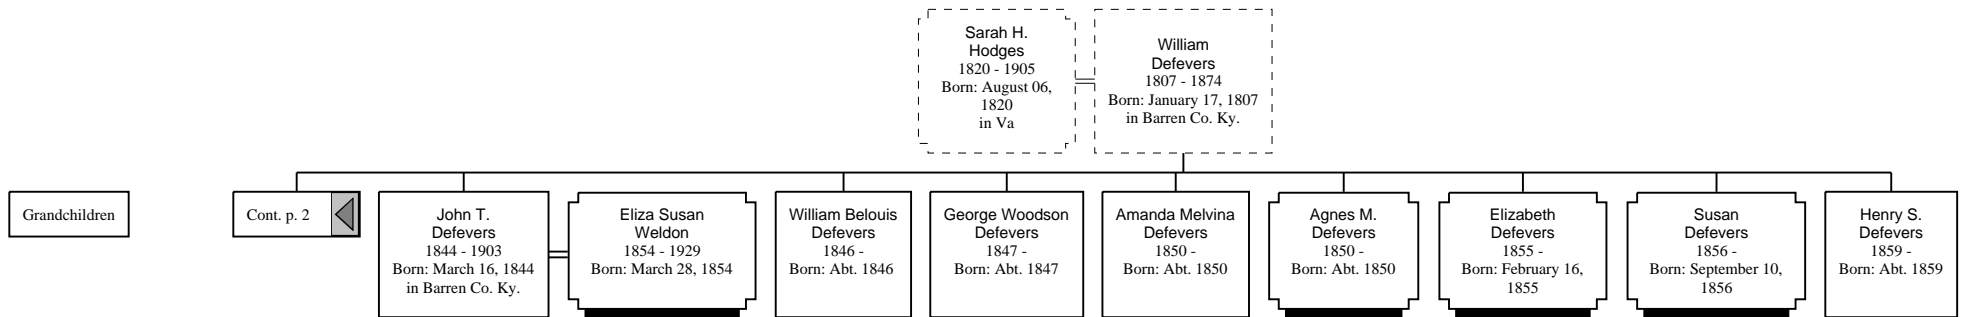 Sarah H.
Hodges
1820 - 1905
Born: August 06,
1820
in Va
William
Defevers
1807 - 1874
Born: January 17, 1807
in Barren Co. Ky.
Grandchildren
Cont. p. 2
John T.
Defevers
1844 - 1903
Born: March 16, 1844
in Barren Co. Ky.
Eliza Susan
Weldon
1854 - 1929
Born: March 28, 1854
William Belouis
Defevers
1846 -
Born: Abt. 1846
George Woodson
Defevers
1847 -
Born: Abt. 1847
Amanda Melvina
Defevers
1850 -
Born: Abt. 1850
Agnes M.
Defevers
1850 -
Born: Abt. 1850
Elizabeth
Defevers
1855 -
Born: February 16,
1855
Susan
Defevers
1856 -
Born: September 10,
1856
Henry S.
Defevers
1859 -
Born: Abt. 1859